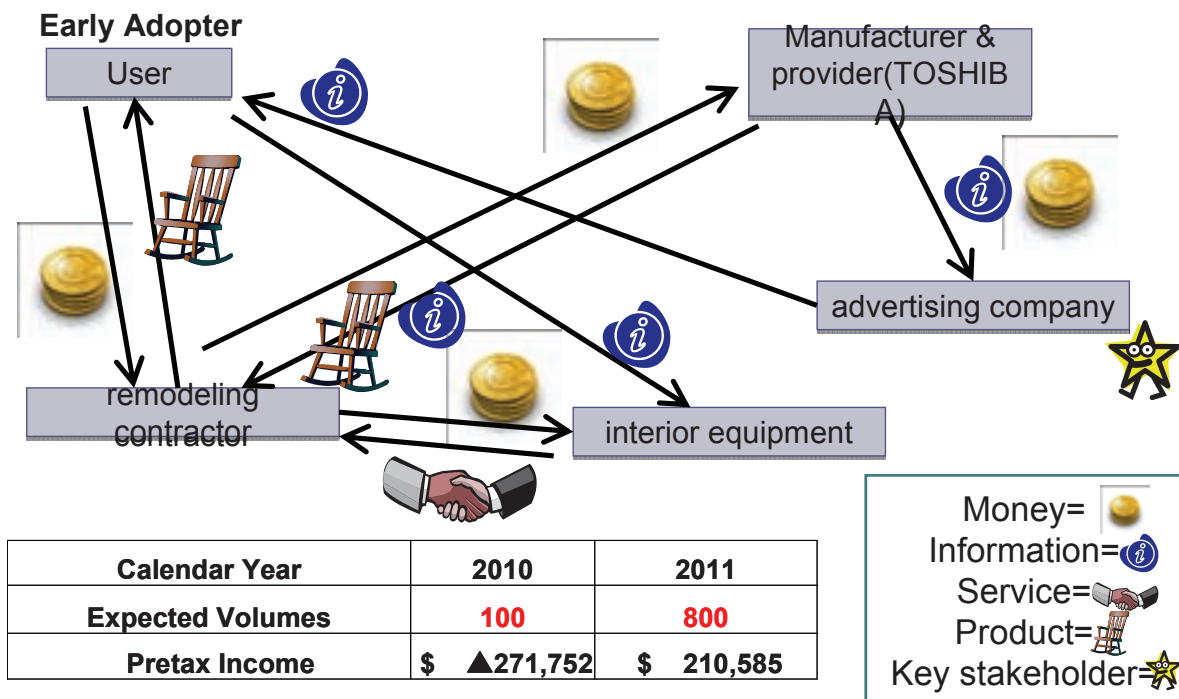 Early Adopter
User
Manufacturer &
provider(TOSHIB
A)
advertising company
remodeling
contractor
interior equipment
Money=
Information=
Service=
Product=
Key stakeholder=
Calendar Year 2010 2011
Expected Volumes 100 800
Pretax Income $ ▲271,752 $ 210,585